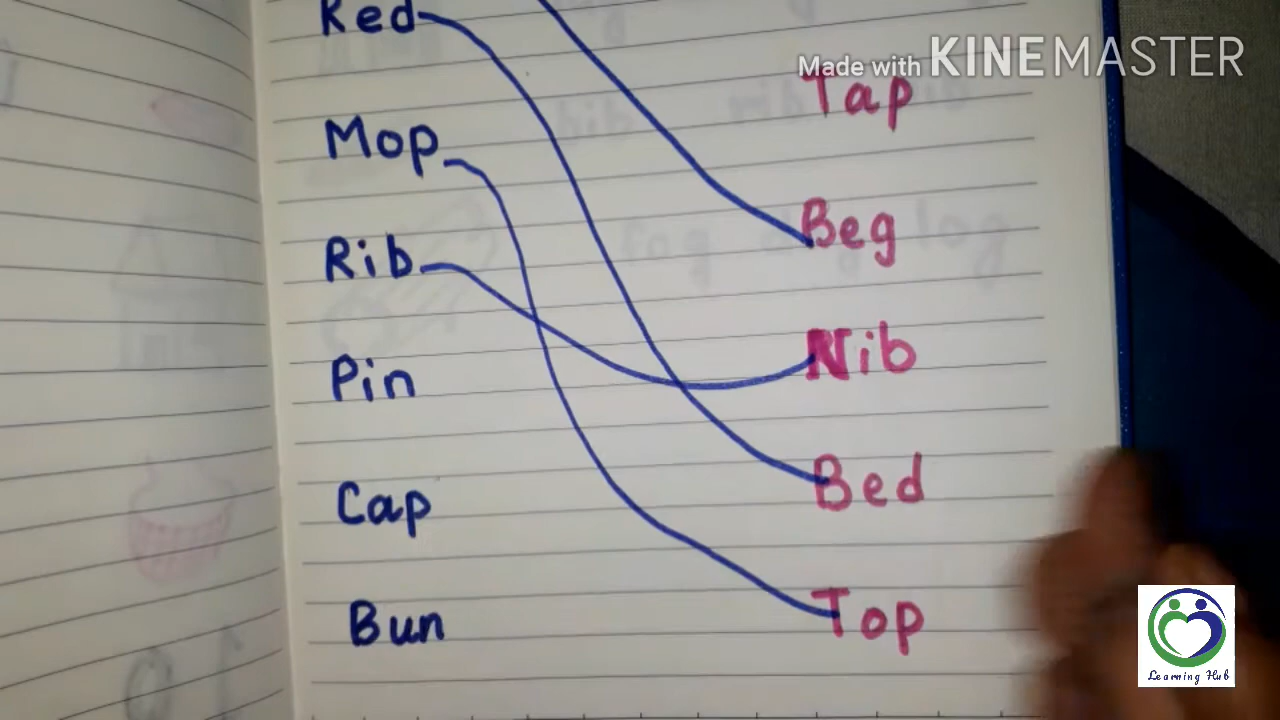 Red
Made with KINEMASTER
Tap
Mop
Beg
Rib
Nib
Pin
Bed
Cap
Top
Bun
Learning Hub